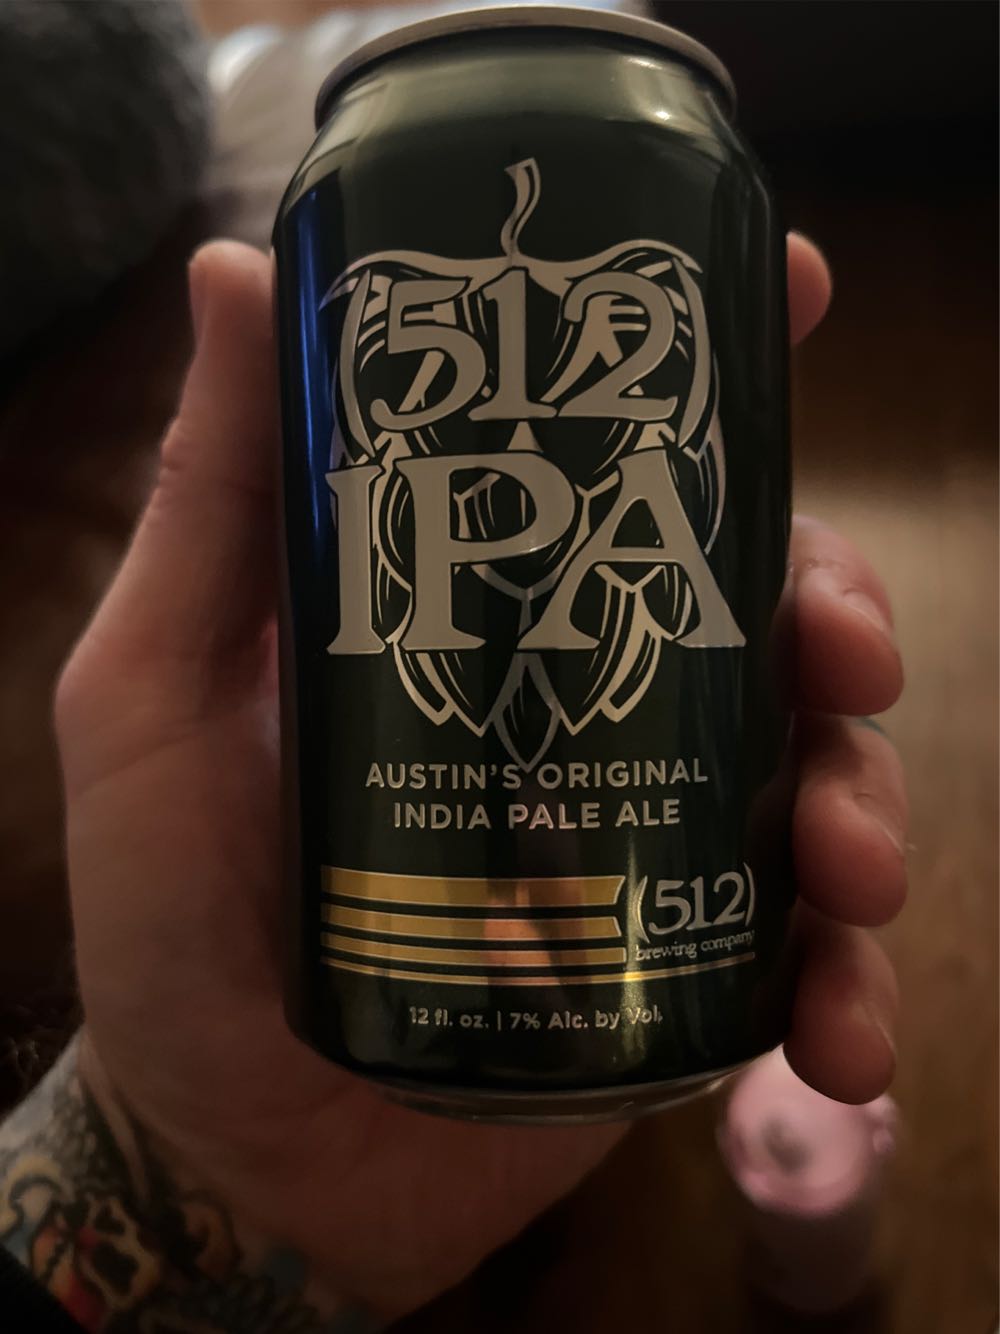 (512)
IPA
AUSTIN'S ORIGINAL
INDIA PALE ALE
(512)
brewing company
12 fl. oz. | 7% Alc. by Vol.